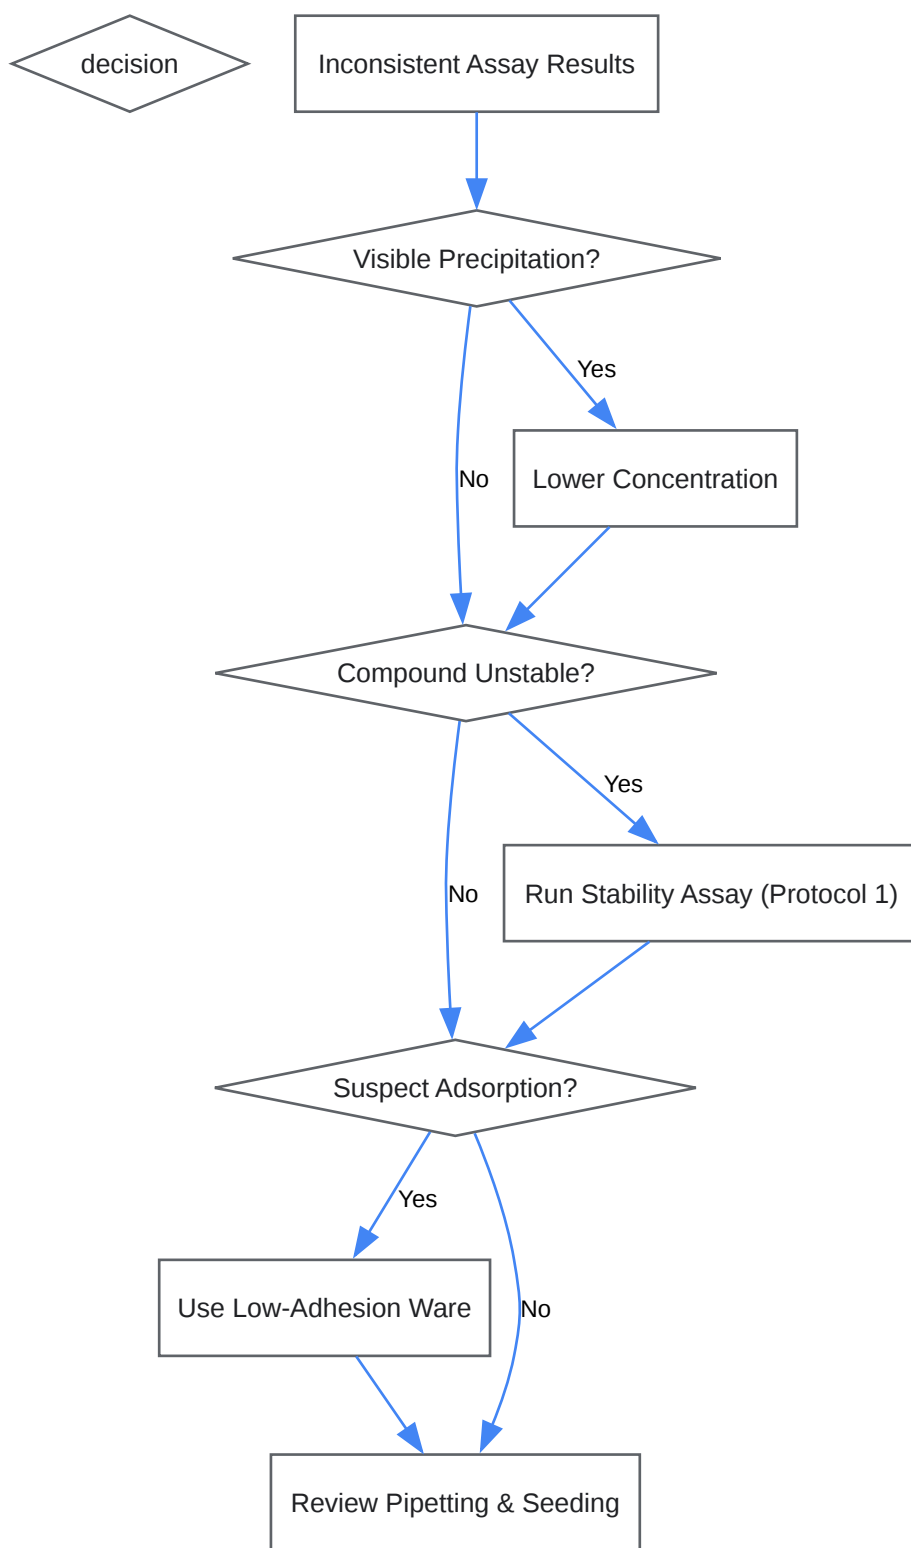 decision
Inconsistent Assay Results
Visible Precipitation?
Yes
No
Lower Concentration
Compound Unstable?
Yes
No
Run Stability Assay (Protocol 1)
Suspect Adsorption?
Yes
Use Low-Adhesion Ware
No
Review Pipetting & Seeding